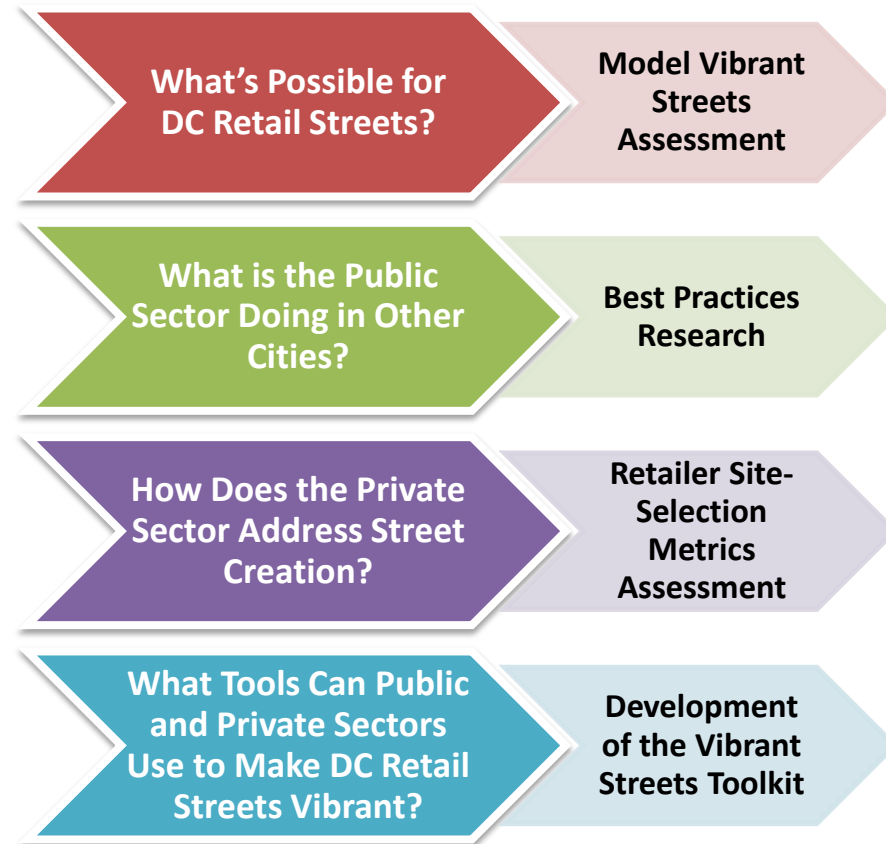 What’s Possible for
DC Retail Streets?
Model Vibrant
Streets
Assessment
What is the Public
Sector Doing in Other
Cities?
Best Practices
Research
How Does the Private
Sector Address Street
Creation?
Retailer Site-
Selection
Metrics
Assessment
What Tools Can Public
and Private Sectors
Use to Make DC Retail
Streets Vibrant?
Development
of the Vibrant
Streets Toolkit